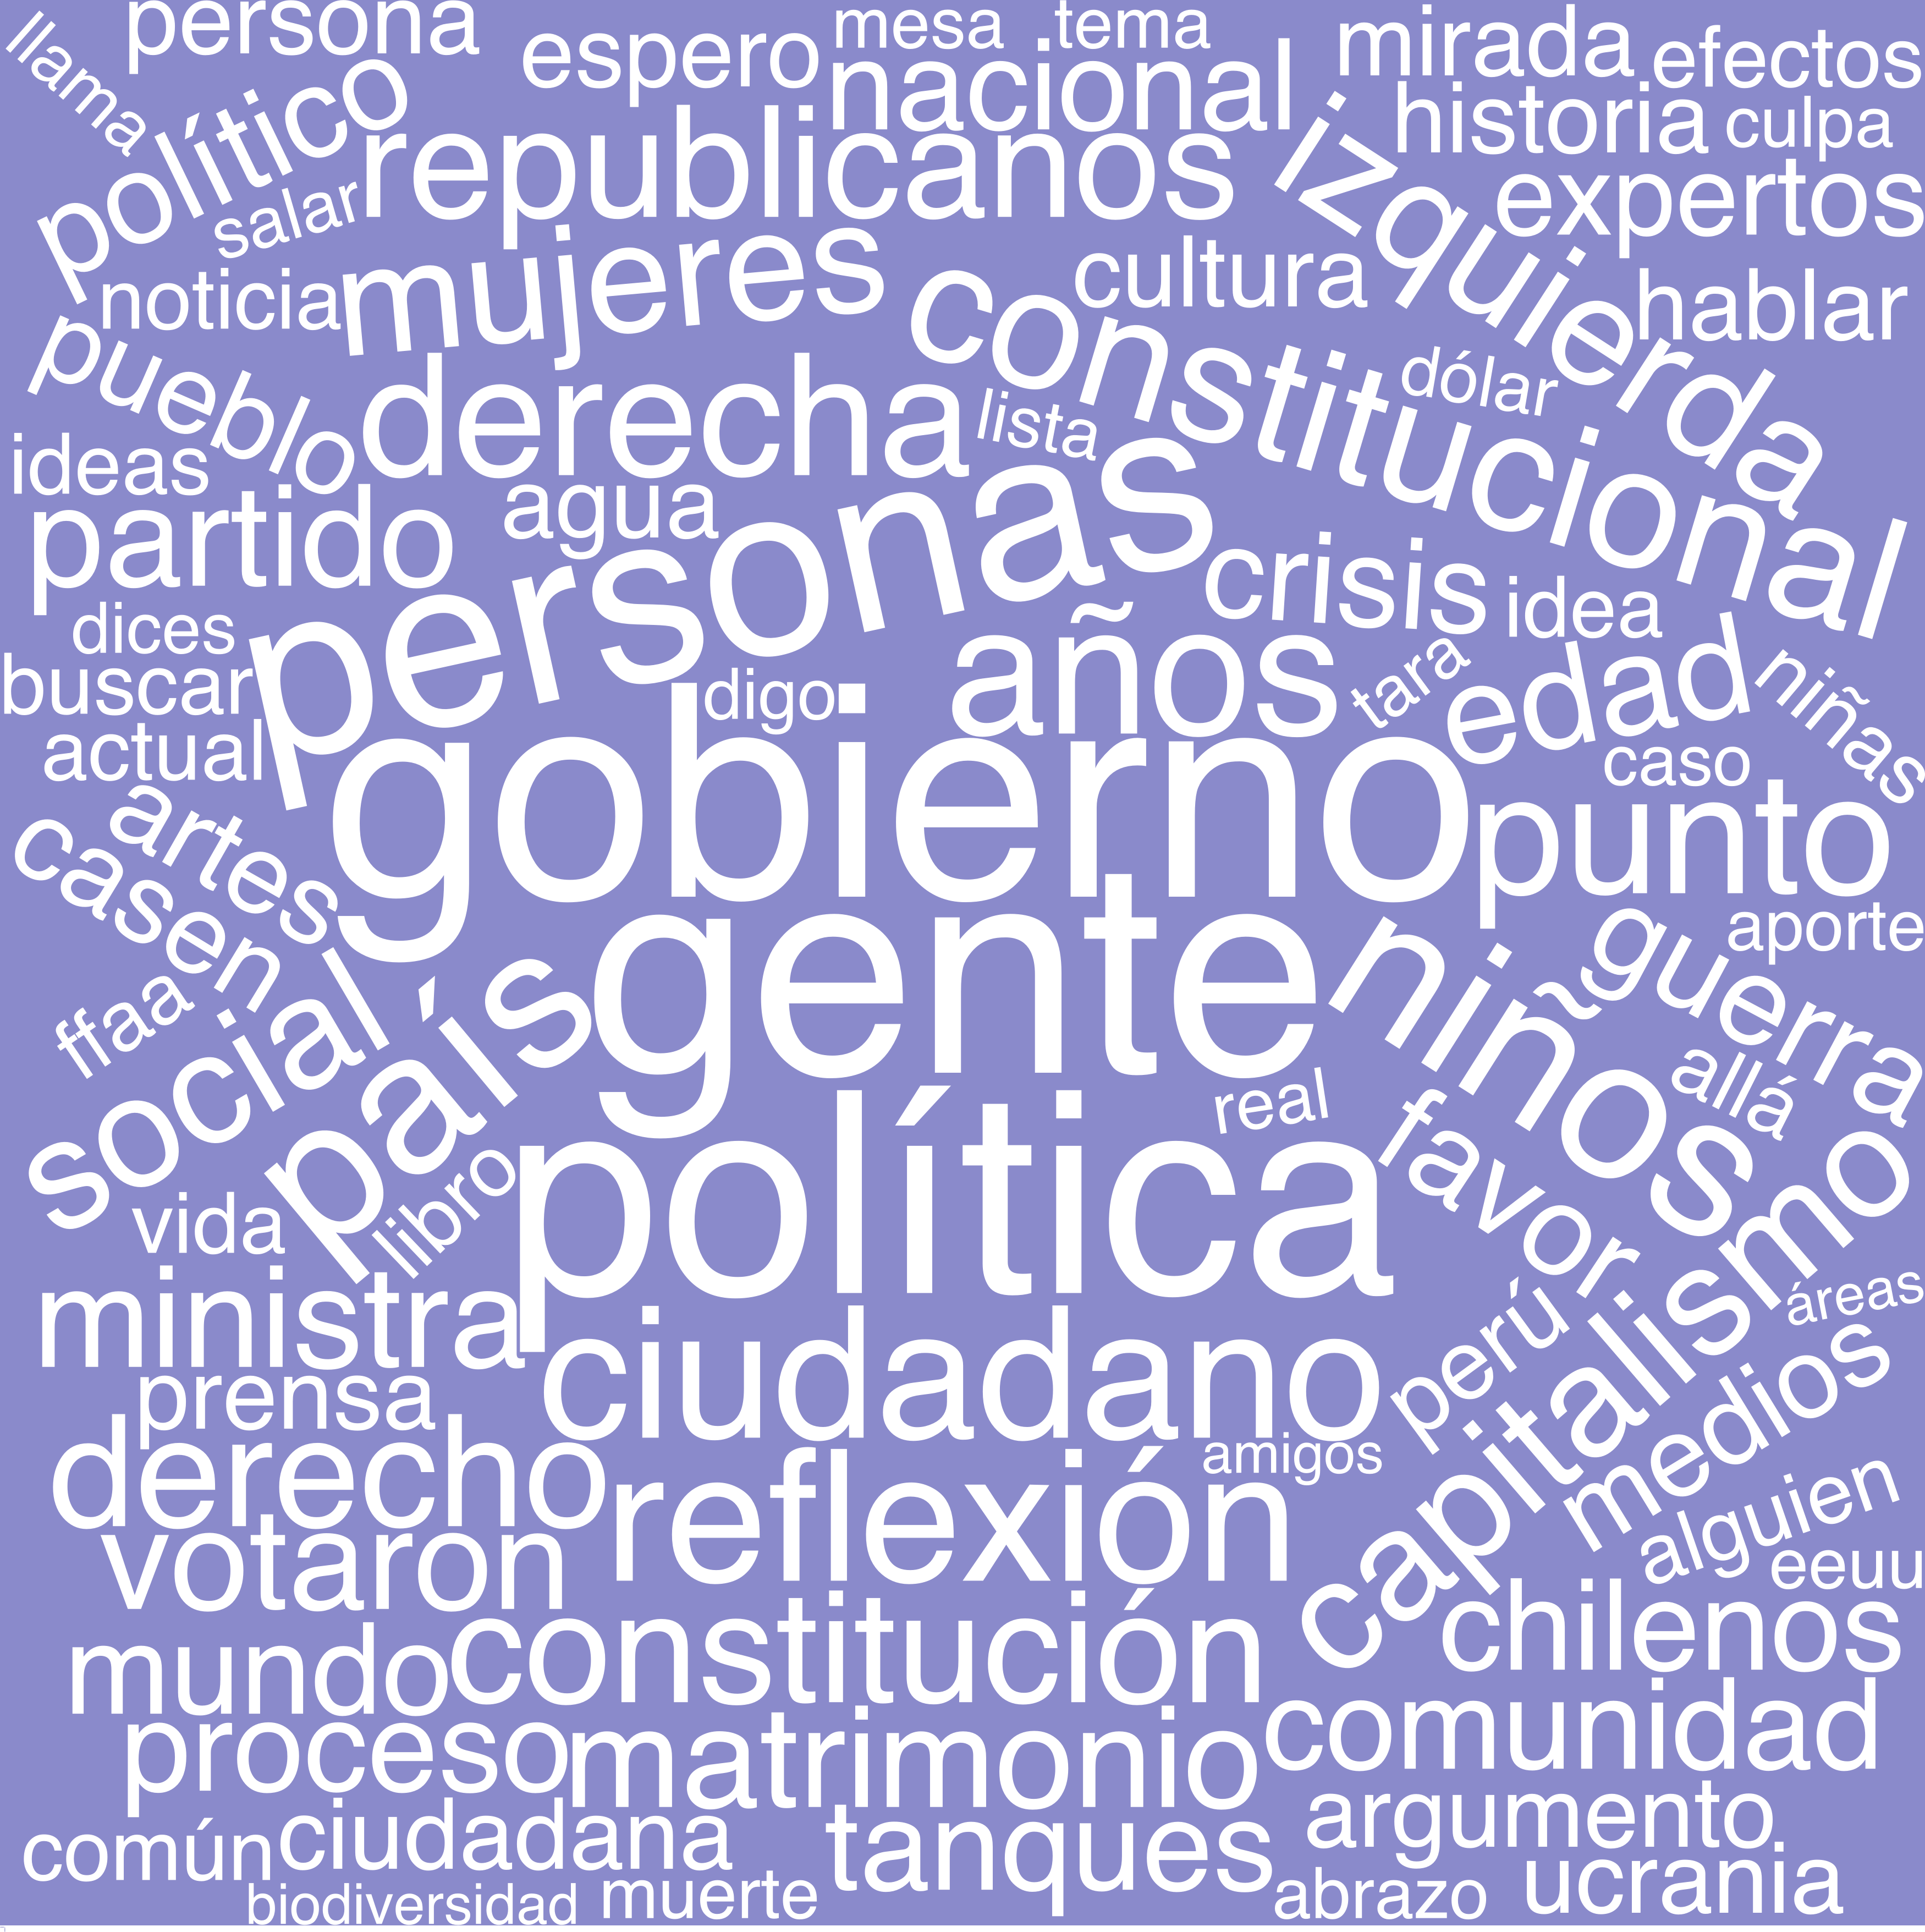 llama
persona
espero
mesa
tema
mirada
efectos
político
nacional
historia
culpa
republicanos
izquierda
expertos
salar
noticia
mujeres
cultura
hablar
pueblo
derecha
constitucional
dólar
lista
ideas
partido
agua
personas
crisis
idea
dices
años
tara
edad
niñas
buscar
digo
caso
actual
gobierno
punto
artes
casen
gente
niños
guerra
aporte
ffaa
social
país
real
allá
política
favor
vida
libro
capitalismo
áreas
ministra
ciudadano
perú
medios
prensa
derecho
reflexión
amigos
alguien
votaron
eeuu
chilenos
mundo
constitución
proceso
matrimonio
comunidad
común
ciudadana
tanques
argumento
biodiversidad
muerte
abrazo
ucrania